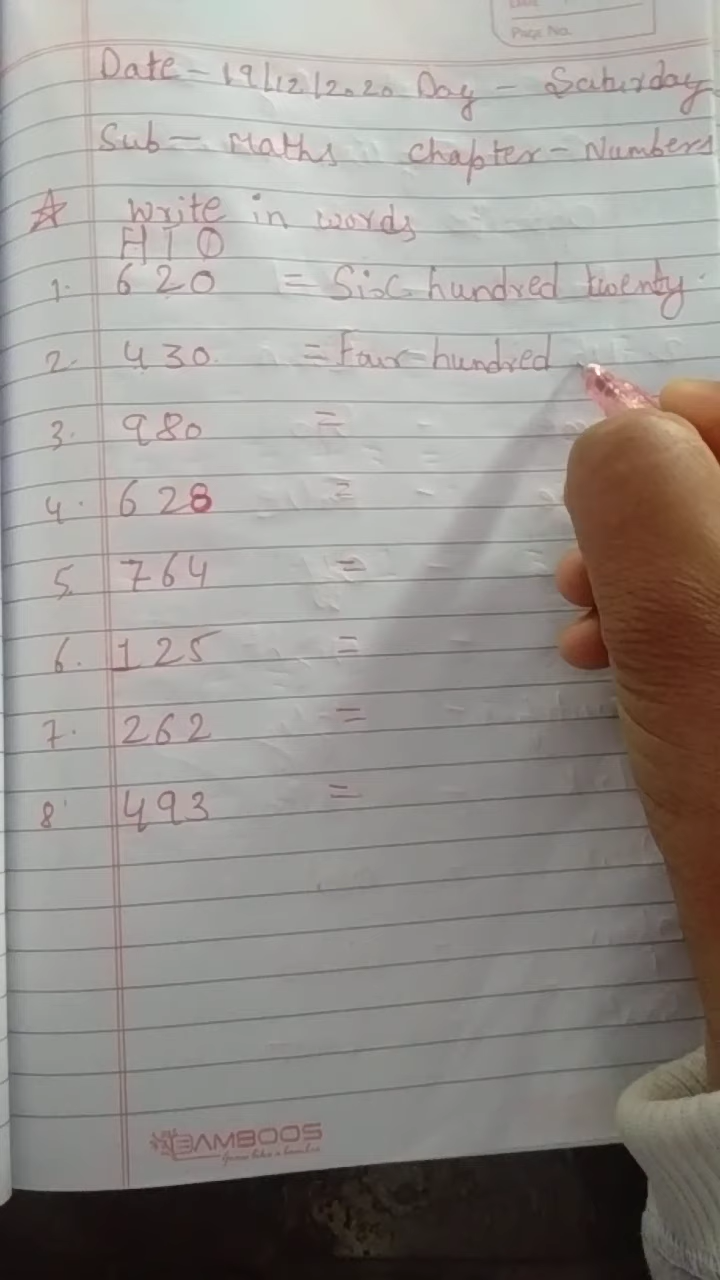 Page No.
Date - 19/12/2020 Day - Saturday
Sub - Maths Chapter - Numbers
Write in words
H T O
1. 620 = Six hundred twenty.
2. 430 = Four hundred
3. 980 =
4. 628 =
5. 764 =
6. 125 =
7. 262 =
8 493 =
BAMBOOS